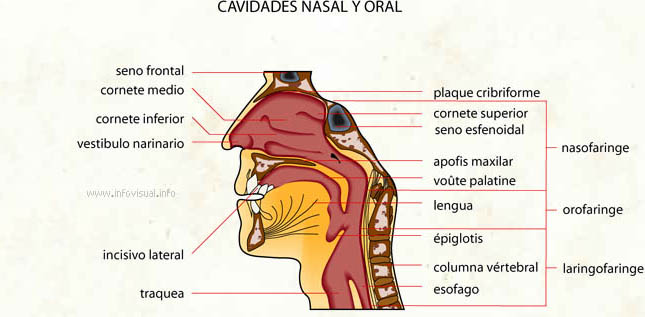 CAVIDADES NASAL Y ORAL
seno frontal
cornete medio
cornete inferior
vestibulo narinario
www.infovisual.info
incisivo lateral
traquea
plaque cribriforme
cornete superior
seno esfenoidal
apofis maxilar
voûte palatine
lengua
épiglotis
columna vértebral
esofago
nasofaringe
orofaringe
laringofaringe